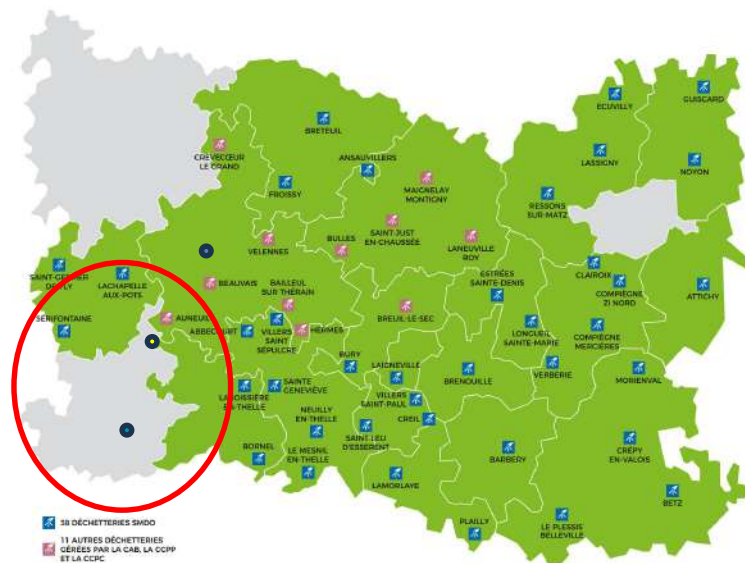 GUISCARD
ECUVILLY
BRETEUIL
CRÈVECŒUR
LE GRAND
ANSAUVILLERS
LASSIGNY
NOYON
FROISSY
MAIGNELAY
MONTIGNY
RESSONS
SUR-MATZ
SAINT-JUST
EN-CHAUSSÉE
VELENNES
BULLES
LANEUVILLE
ROY
SAINT-GERMER
DE-FLY
LACHAPELLE
AUX-POTS
BEAUVAIS
BAILLEUL
SUR THÉRAIN
ESTRÉES
SAINTE-DENIS
CLAIROIX
COMPIÈGNE
ZI NORD
ATTICHY
SÉRIFONTAINE
AUNEUIL
ABBECOURT
VILLERS
SAINT
SÉPULCRE
HERMES
BREUIL-LE-SEC
LONGUEIL
SAINTE-MARIE
COMPIÈGNE
MERCIÈRES
BURY
LAIGNEVILLE
BRENOUILLE
VERBERIE
MORIENVAL
LABOISSIÈRE
EN-THELLE
SAINTE
GENEVIÈVE
VILLERS
SAINT-PAUL
NEUILLY
EN-THELLE
CREIL
SAINT-LEU
D'ESSERENT
BORNEL
LE MESNIL
EN-THELLE
BARBERY
CRÉPY
EN-VALOIS
LAMORLAYE
BETZ
PLAILLY
LE PLESSIS
BELLEVILLE
38 DÉCHETTERIES SMDO
11 AUTRES DÉCHETTERIES
GÉRÉES PAR LA CAB, LA CCPP
ET LA CCPC